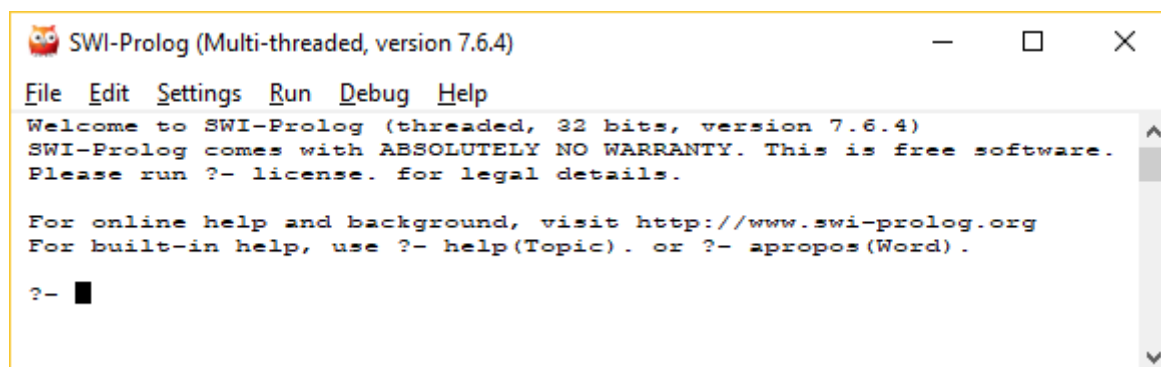 SWI-Prolog (Multi-threaded, version 7.6.4)
File Edit Settings Run Debug Help
Welcome to SWI-Prolog (threaded, 32 bits, version 7.6.4)
SWI-Prolog comes with ABSOLUTELY NO WARRANTY. This is free software.
Please run ?- license. for legal details.
For online help and background, visit http://www.swi-prolog.org
For built-in help, use ?- help(Topic). or ?- apropos(Word).
?-